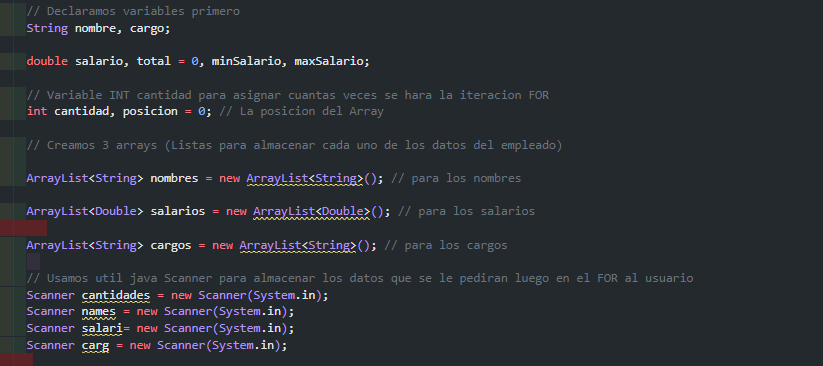 // Declaramos variables primero
String nombre, cargo;
double salario, total = 0, minSalario, maxSalario;
// Variable INT cantidad para asignar cuantas veces se hara la iteracion FOR
int cantidad, posicion = 0; // La posicion del Array
// Creamos 3 arrays (Listas para almacenar cada uno de los datos del empleado)
ArrayList<String> nombres = new ArrayList<String>(); // para los nombres
ArrayList<Double> salarios = new ArrayList<Double>(); // para los salarios
ArrayList<String> cargos = new ArrayList<String>(); // para los cargos
// Usamos util java Scanner para almacenar los datos que se le pediran luego en el FOR al usuario
Scanner cantidades = new Scanner(System.in);
Scanner names = new Scanner(System.in);
Scanner salari= new Scanner(System.in);
Scanner carg = new Scanner(System.in);